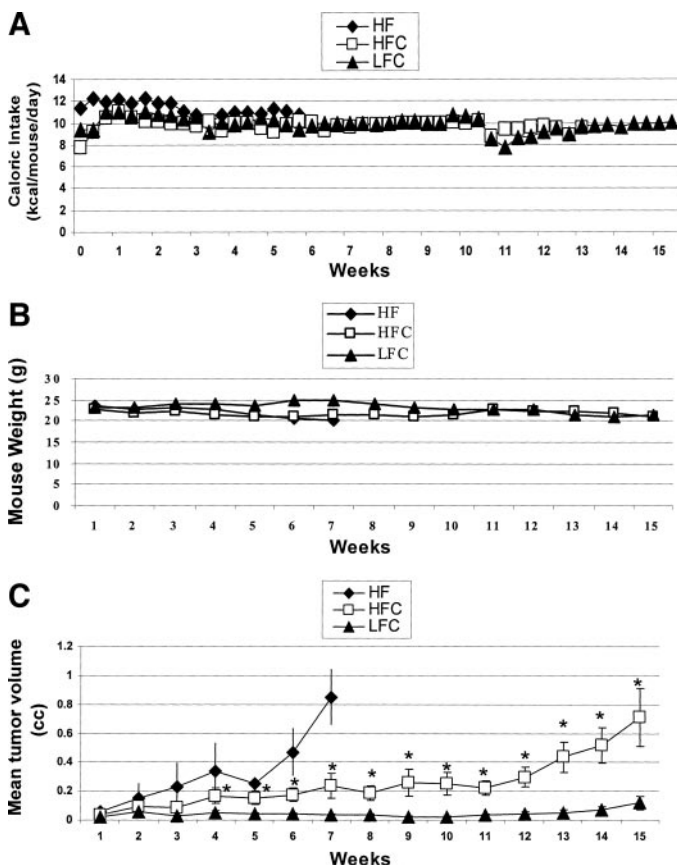 A
HF
HFC
LFC
Caloric Intake
(kcal/mouse/day)
14
12
10
8
6
4
2
0
0 1 2 3 4 5 6 7 8 9 10 11 12 13 14 15
Weeks
B
HF
HFC
LFC
Mouse Weight (g)
30
25
20
15
10
5
0
1 2 3 4 5 6 7 8 9 10 11 12 13 14 15
Weeks
C
HF
HFC
LFC
Mean tumor volume
(cc)
1.2
1
0.8
0.6
0.4
0.2
0
* * * * * * * * * * * *
1 2 3 4 5 6 7 8 9 10 11 12 13 14 15
Weeks